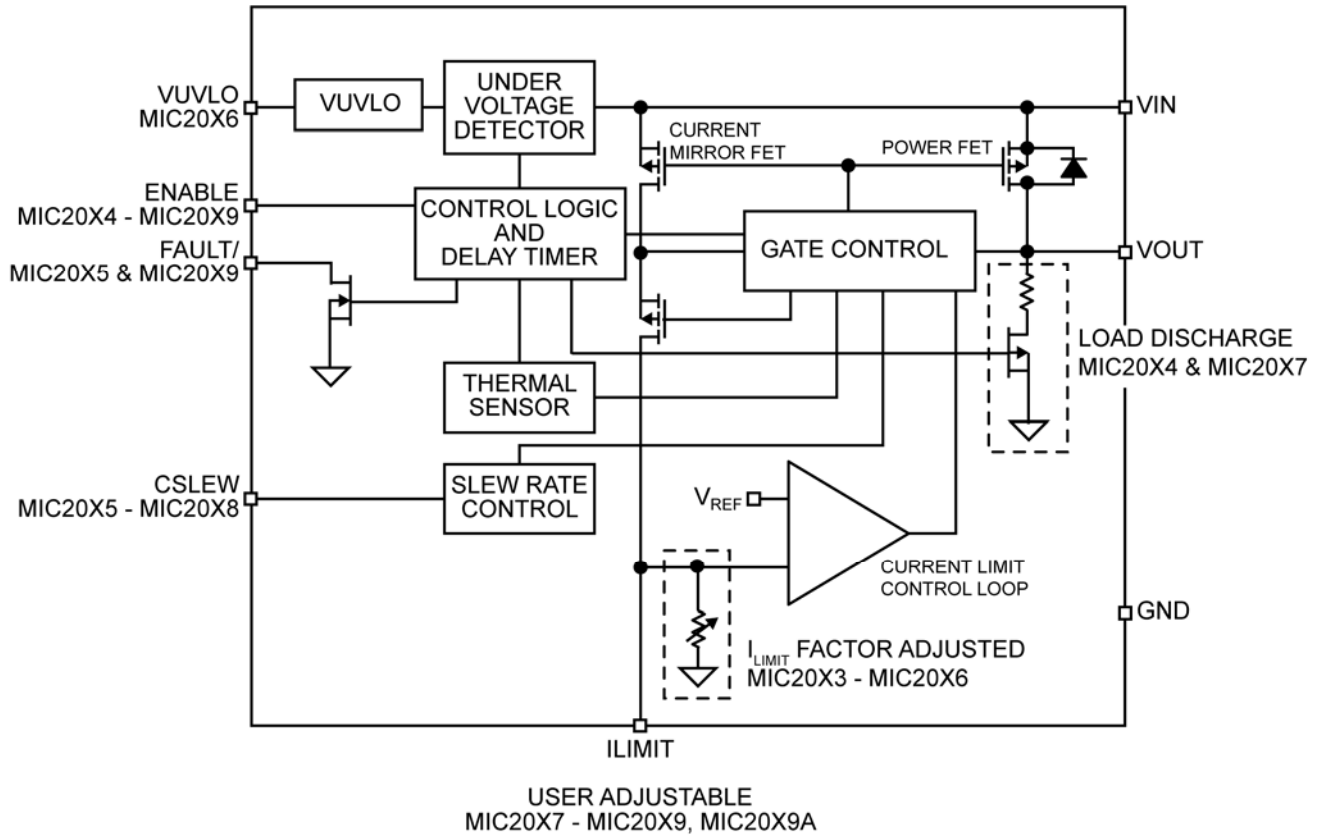 VUVLO
MIC20X6
VUVLO
UNDER
VOLTAGE
DETECTOR
VIN
CURRENT
MIRROR FET
POWER FET
ENABLE
MIC20X4 - MIC20X9
CONTROL LOGIC
AND
DELAY TIMER
GATE CONTROL
FAULT/
MIC20X5 & MIC20X9
VOUT
LOAD DISCHARGE
MIC20X4 & MIC20X7
THERMAL
SENSOR
CSLEW
MIC20X5 - MIC20X8
SLEW RATE
CONTROL
VREF
CURRENT LIMIT
CONTROL LOOP
GND
ILIMIT FACTOR ADJUSTED
MIC20X3 - MIC20X6
ILIMIT
USER ADJUSTABLE
MIC20X7 - MIC20X9, MIC20X9A